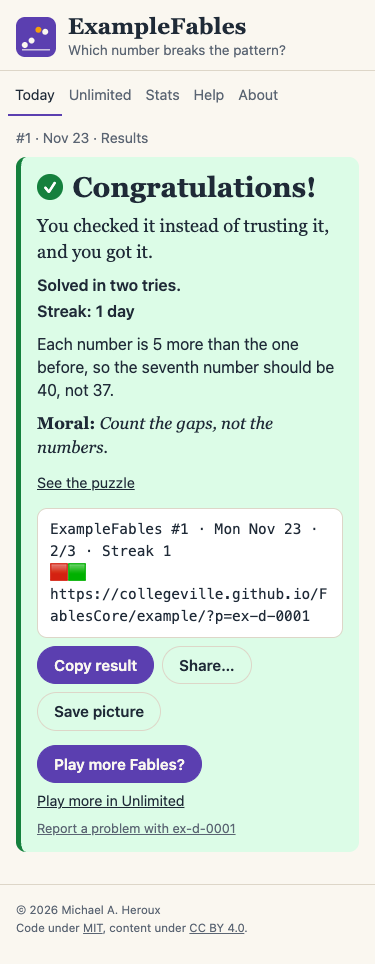 ExampleFables
Which number breaks the pattern?
Today Unlimited Stats Help About
#1 · Nov 23 · Results
Congratulations!
You checked it instead of trusting it,
and you got it.
Solved in two tries.
Streak: 1 day
Each number is 5 more than the one
before, so the seventh number should be
40, not 37.
Moral: Count the gaps, not the
numbers.
See the puzzle
ExampleFables #1 · Mon Nov 23 ·
2/3 · Streak 1
🟥🟩
https://collegeville.github.io/F
ablesCore/example/?p=ex-d-0001
Copy result Share...
Save picture
Play more Fables?
Play more in Unlimited
Report a problem with ex-d-0001
© 2026 Michael A. Heroux
Code under MIT, content under CC BY 4.0.